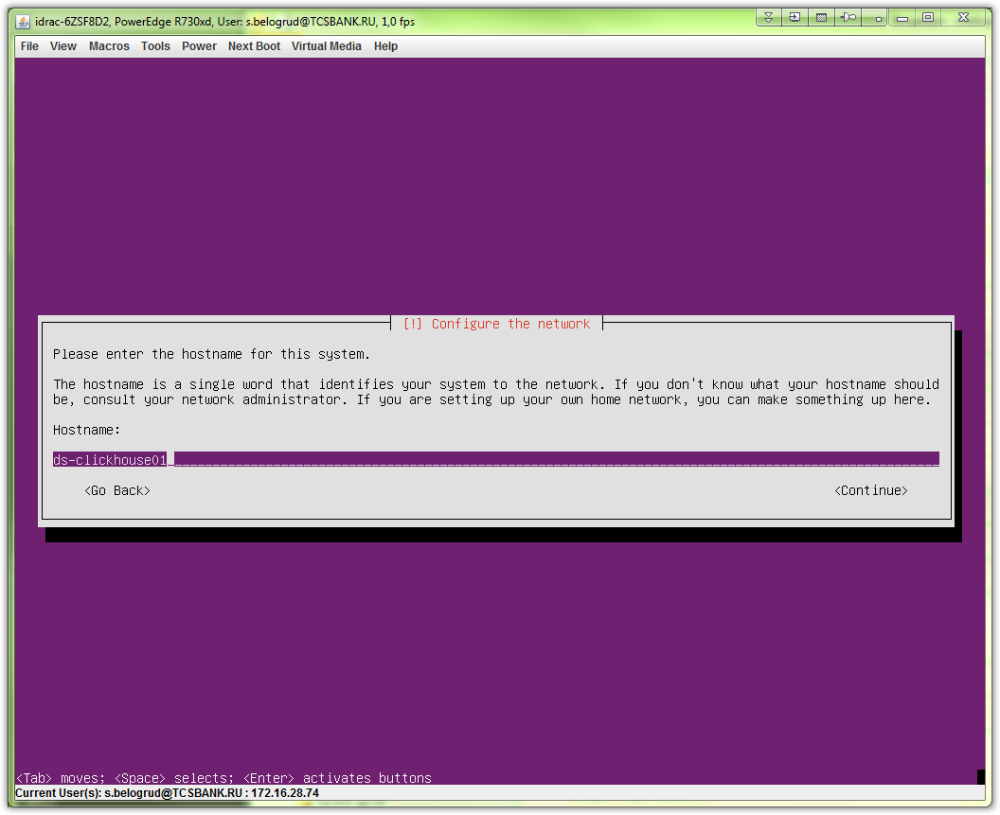 idrac-6ZSF8D2, PowerEdge R730xd, User: s.belogrud@TCSBANK.RU, 1,0 fps
File View Macros Tools Power Next Boot Virtual Media Help
[!] Configure the network
Please enter the hostname for this system.
The hostname is a single word that identifies your system to the network. If you don't know what your hostname should
be, consult your network administrator. If you are setting up your own home network, you can make something up here.
Hostname:
ds-clickhouse01
<Go Back> <Continue>
<Tab> moves; <Space> selects; <Enter> activates buttons
Current User(s): s.belogrud@TCSBANK.RU : 172.16.28.74